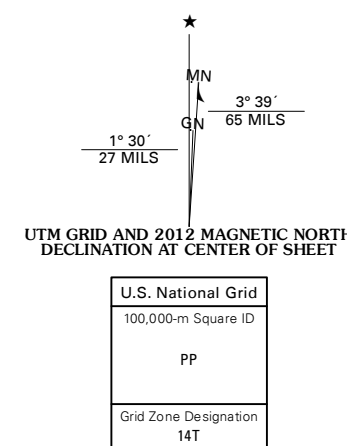 ★
MN
3° 39´
65 MILS
GN
1° 30´
27 MILS
UTM GRID AND 2012 MAGNETIC NORTH
DECLINATION AT CENTER OF SHEET
U.S. National Grid
100,000-m Square ID
PP
Grid Zone Designation
14T